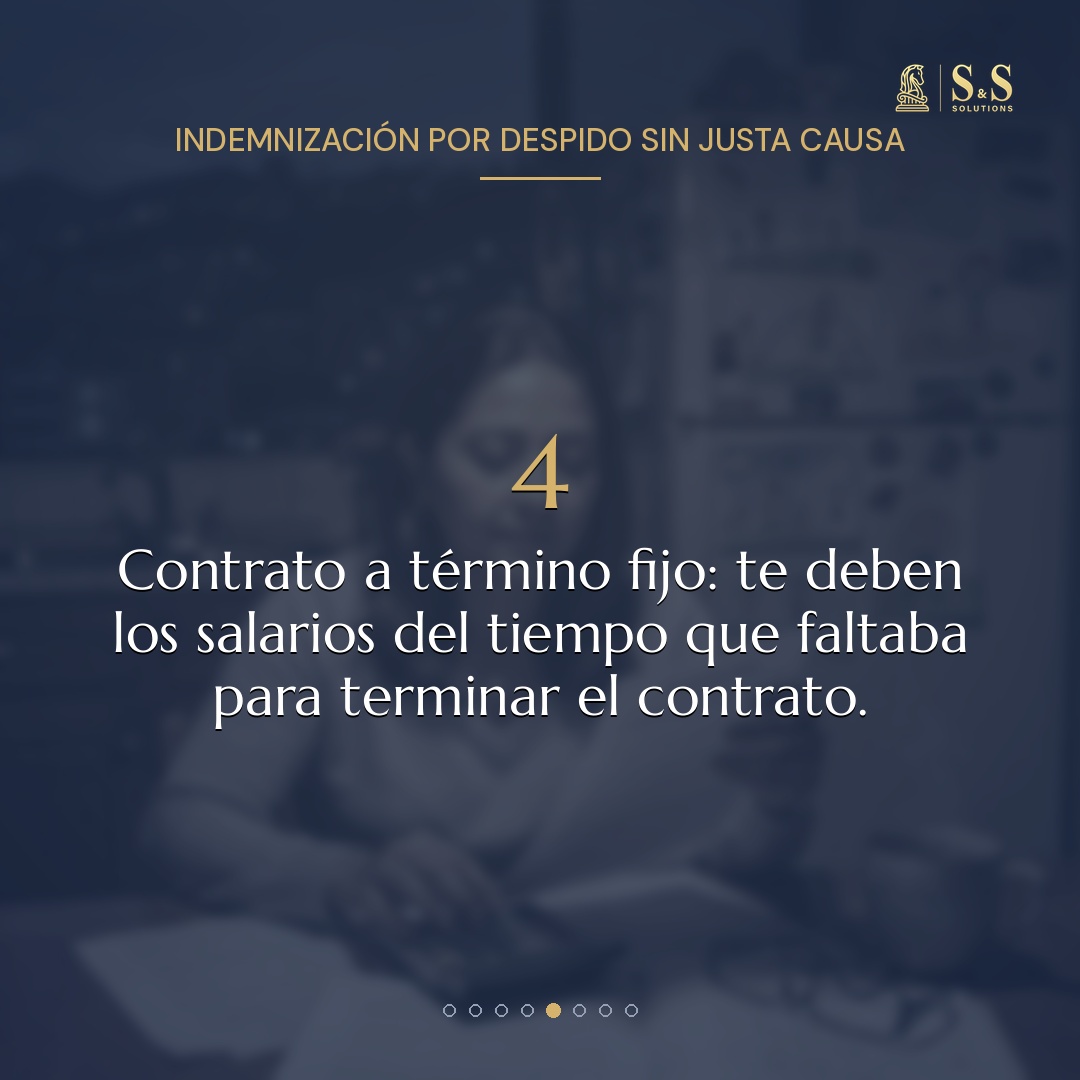 S&S
SOLUTIONS
INDEMNIZACIÓN POR DESPIDO SIN JUSTA CAUSA
4
Contrato a término fijo: te deben
los salarios del tiempo que faltaba
para terminar el contrato.